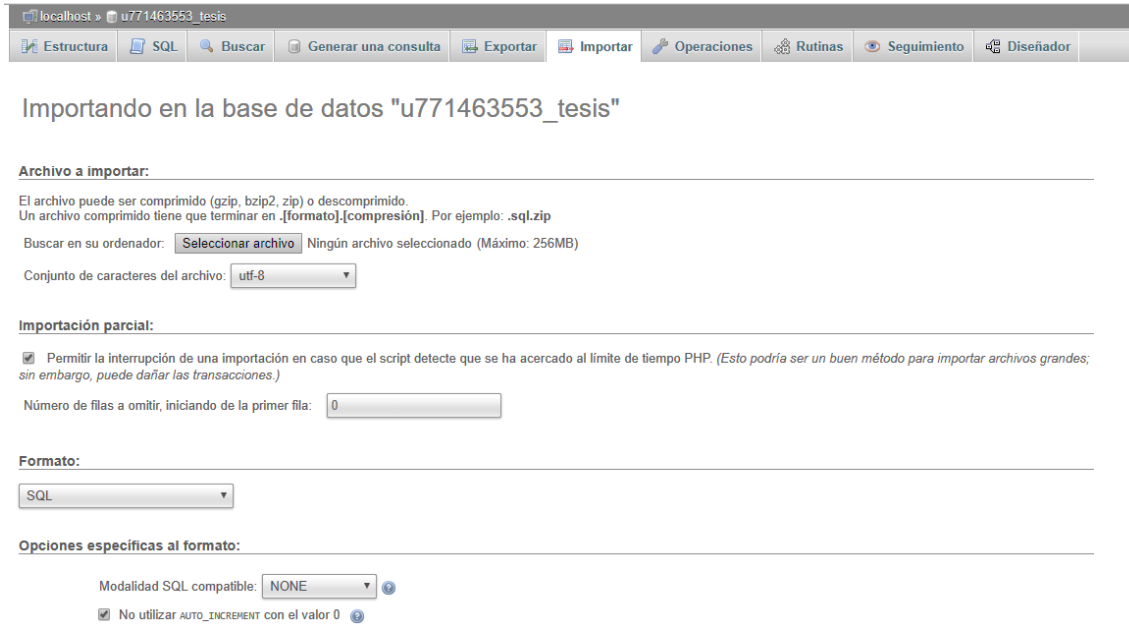 localhost » u771463553_tesis
Estructura SQL Buscar Generar una consulta Exportar Importar Operaciones Rutinas Seguimiento Diseñador
Importando en la base de datos "u771463553_tesis"
Archivo a importar:
El archivo puede ser comprimido (gzip, bzip2, zip) o descomprimido.
Un archivo comprimido tiene que terminar en .[formato].[compresión]. Por ejemplo: .sql.zip
Buscar en su ordenador: Seleccionar archivo Ningún archivo seleccionado (Máximo: 256MB)
Conjunto de caracteres del archivo: utf-8
Importación parcial:
Permitir la interrupción de una importación en caso que el script detecte que se ha acercado al límite de tiempo PHP. (Esto podría ser un buen método para importar archivos grandes;
sin embargo, puede dañar las transacciones.)
Número de filas a omitir, iniciando de la primer fila: 0
Formato:
SQL
Opciones específicas al formato:
Modalidad SQL compatible: NONE
No utilizar AUTO_INCREMENT con el valor 0